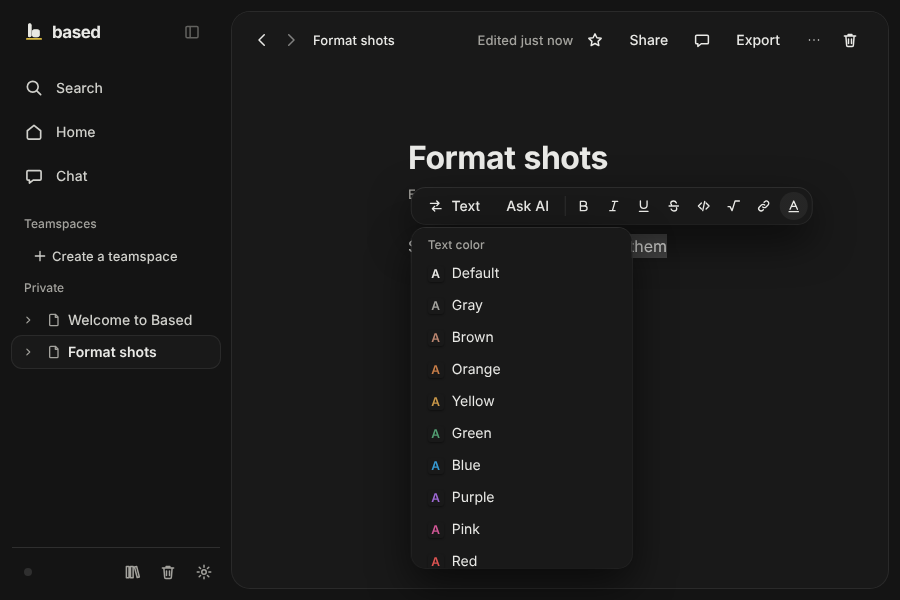 based
Search
Home
Chat
Teamspaces
Create a teamspace
Private
Welcome to Based
Format shots
Format shots
Edited just now
Share
Export
Format shots
Text
Ask AI
B I U S A
them
Text color
A Default
A Gray
A Brown
A Orange
A Yellow
A Green
A Blue
A Purple
A Pink
A Red